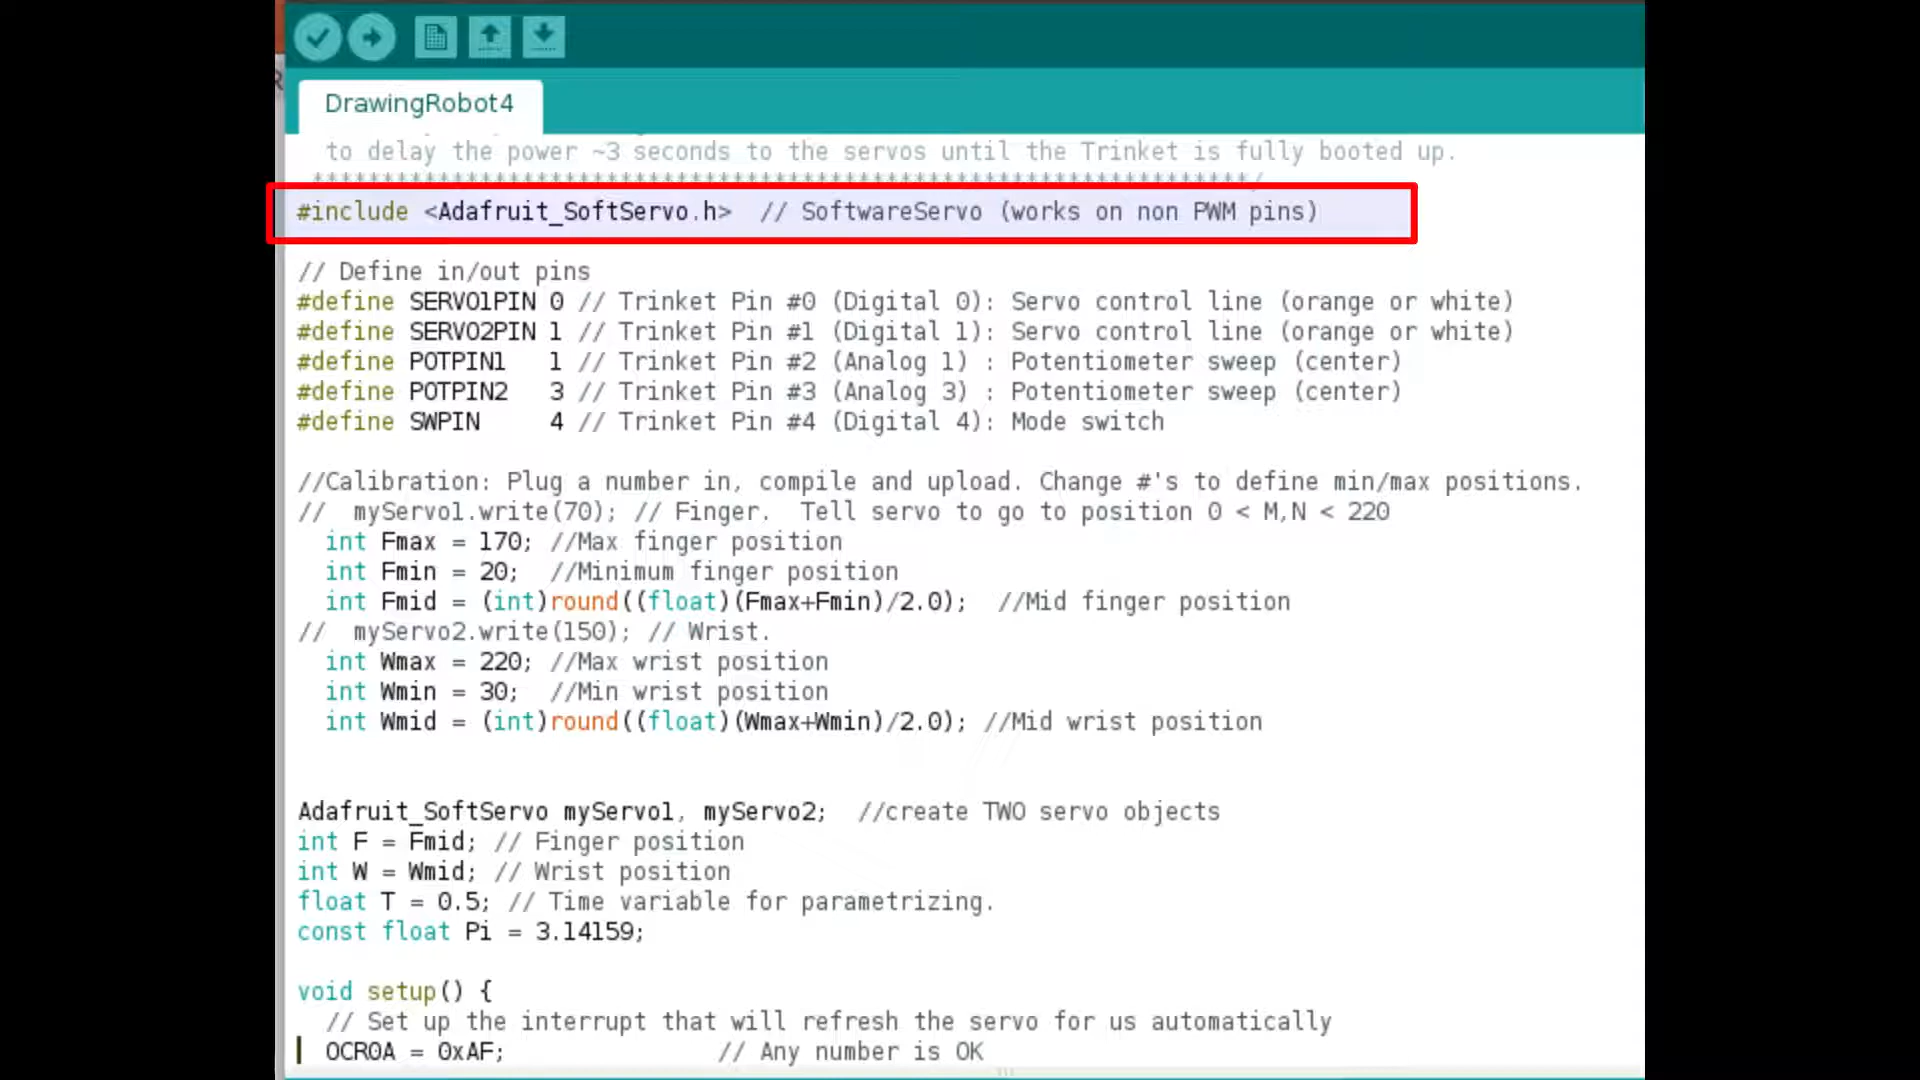 DrawingRobot4
to delay the power ~3 seconds to the servos until the Trinket is fully booted up.
*******************************************************************/
#include <Adafruit_SoftServo.h>  // SoftwareServo (works on non PWM pins)
// Define in/out pins
#define SERVO1PIN 0 // Trinket Pin #0 (Digital 0): Servo control line (orange or white)
#define SERVO2PIN 1 // Trinket Pin #1 (Digital 1): Servo control line (orange or white)
#define POTPIN1   1 // Trinket Pin #2 (Analog 1) : Potentiometer sweep (center)
#define POTPIN2   3 // Trinket Pin #3 (Analog 3) : Potentiometer sweep (center)
#define SWPIN     4 // Trinket Pin #4 (Digital 4): Mode switch
//Calibration: Plug a number in, compile and upload. Change #'s to define min/max positions.
//  myServo1.write(70); // Finger.  Tell servo to go to position 0 < M,N < 220
int Fmax = 170; //Max finger position
int Fmin = 20;  //Minimum finger position
int Fmid = (int)round((float)(Fmax+Fmin)/2.0);  //Mid finger position
//  myServo2.write(150); // Wrist.
int Wmax = 220; //Max wrist position
int Wmin = 30;  //Min wrist position
int Wmid = (int)round((float)(Wmax+Wmin)/2.0); //Mid wrist position
Adafruit_SoftServo myServo1, myServo2;  //create TWO servo objects
int F = Fmid; // Finger position
int W = Wmid; // Wrist position
float T = 0.5; // Time variable for parametrizing.
const float Pi = 3.14159;
void setup() {
// Set up the interrupt that will refresh the servo for us automatically
OCR0A = 0xAF;               // Any number is OK